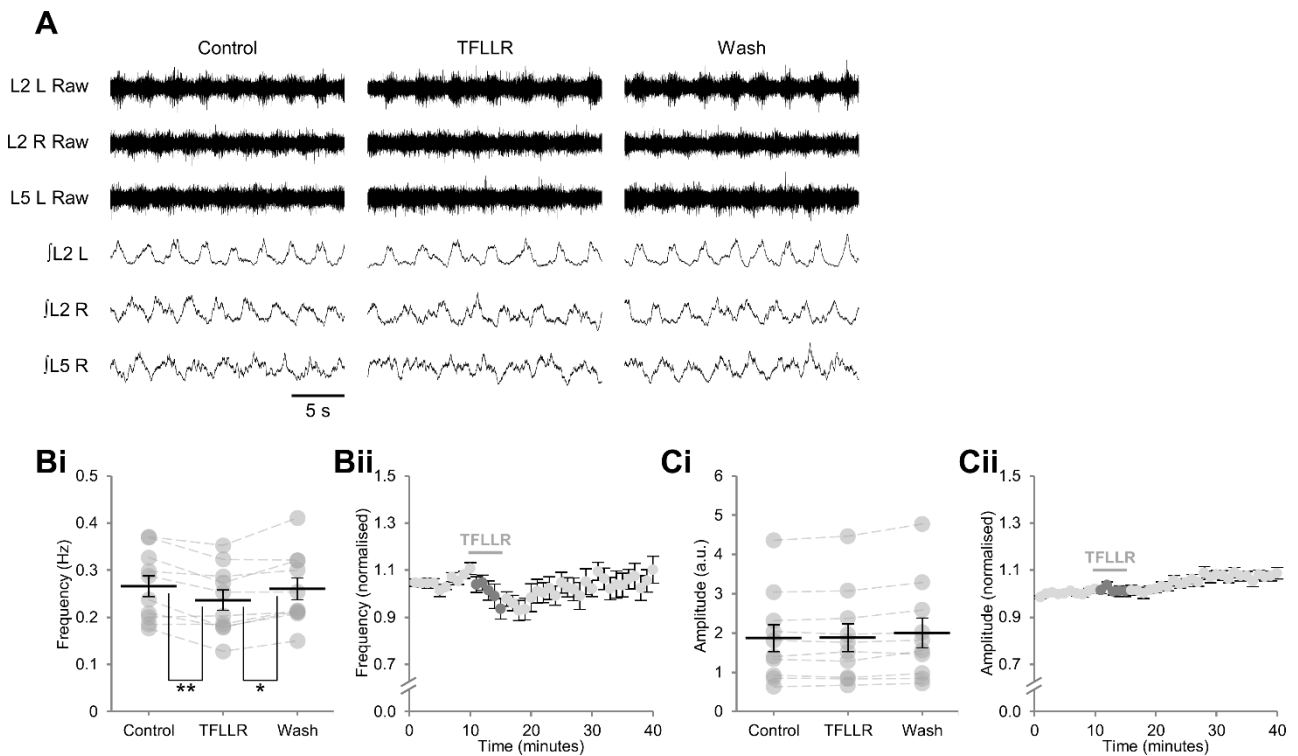 A
Control TFLLR Wash
L2 L Raw
L2 R Raw
L5 L Raw
∫L2 L
∫L2 R
∫L5 R
5 s
Bi
Frequency (Hz)
0.5
0.4
0.3
0.2
0.1
0
** *
Control TFLLR Wash
Bii
Frequency (normalised)
1.5
1.3
1.1
0.9
0.7
0.0
TFLLR
0 10 20 30 40
Time (minutes)
Ci
Amplitude (a.u.)
6
5
4
3
2
1
0
Control TFLLR Wash
Cii
Amplitude (normalised)
1.5
1.3
1.1
0.9
0.7
0.0
TFLLR
0 10 20 30 40
Time (minutes)